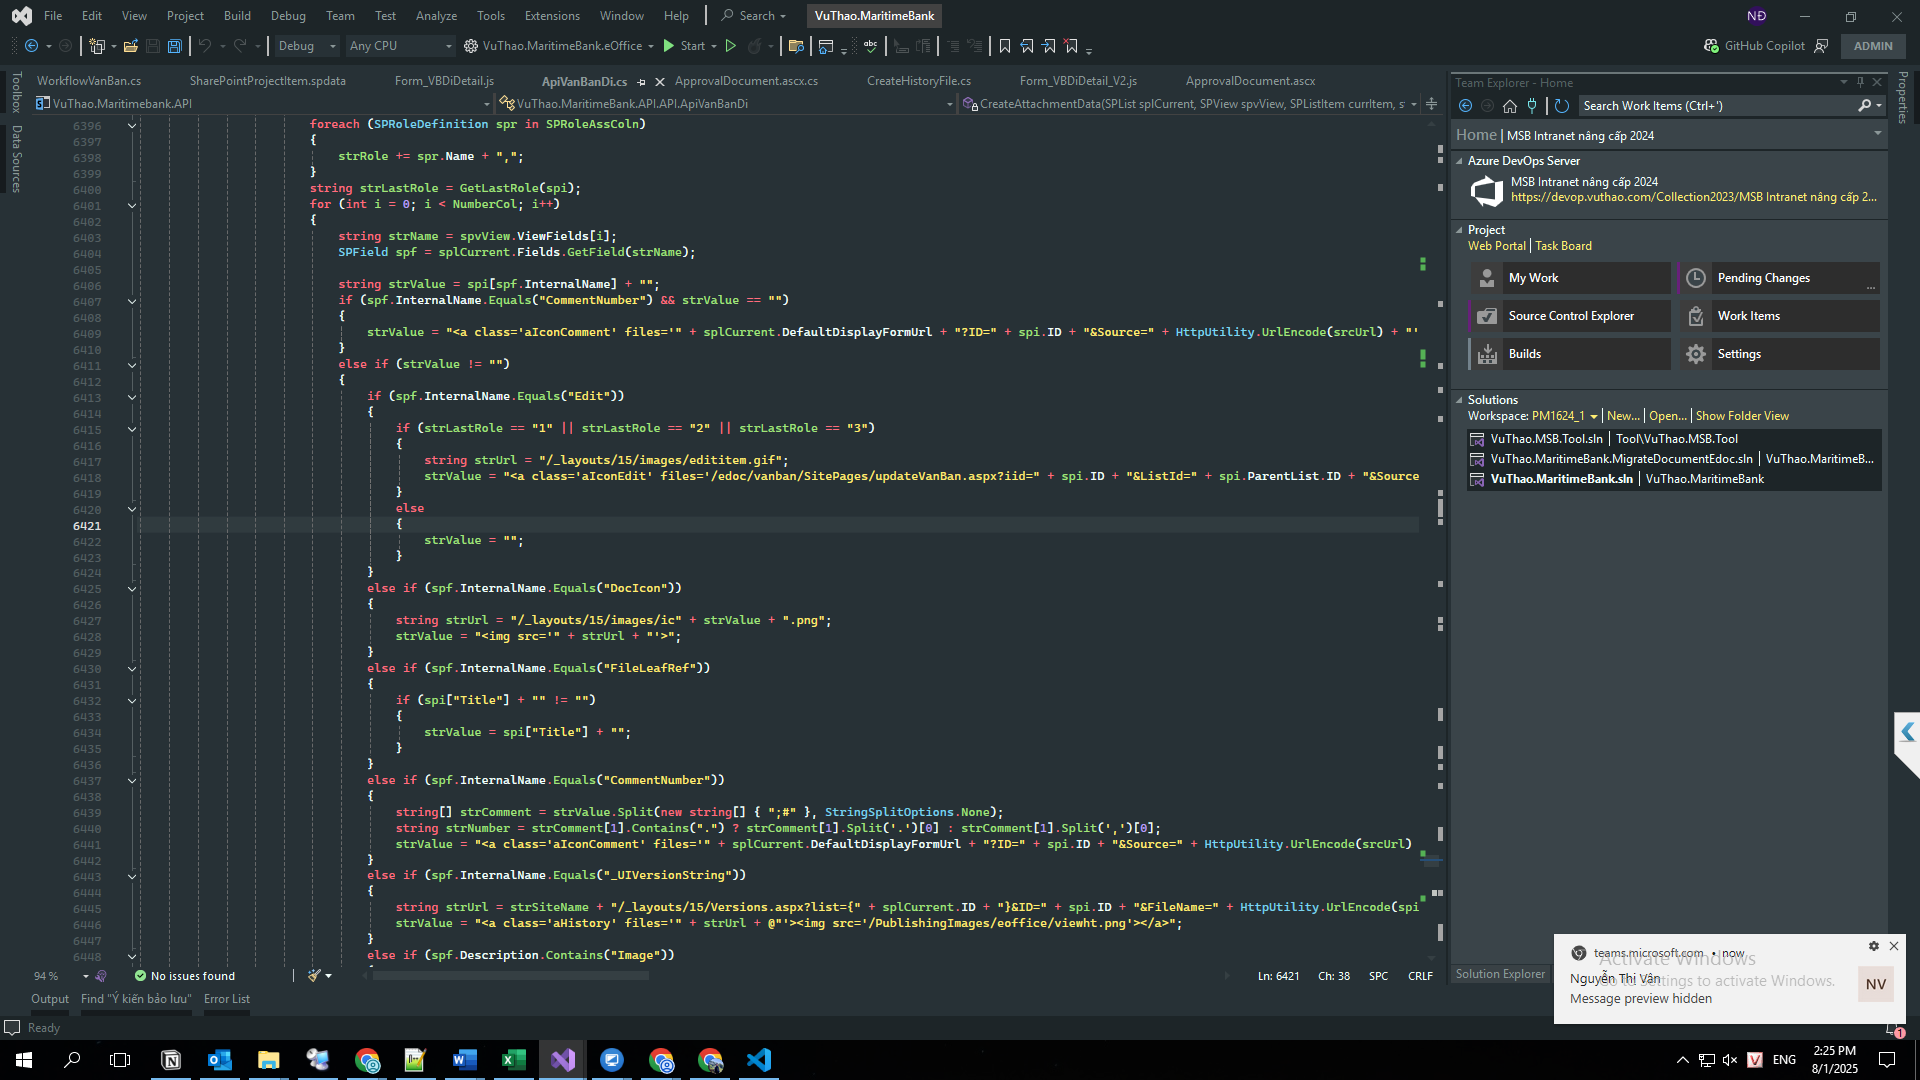 File Edit View Project Build Debug Team Test Analyze Tools Extensions Window Help Search VuThao.MaritimeBank NĐ
Debug Any CPU VuThao.MaritimeBank.eOffice Start GitHub Copilot ADMIN
WorkflowVanBan.cs SharePointProjectItem.spdata Form_VBDiDetail.js ApiVanBanDi.cs ApprovalDocument.ascx.cs CreateHistoryFile.cs Form_VBDiDetail_V2.js ApprovalDocument.ascx
VuThao.Maritimebank.API VuThao.MaritimeBank.API.API.ApiVanBanDi CreateAttachmentData(SPList splCurrent, SPView spvView, SPListItem currItem, s
Toolbox
Data Sources
6396 foreach (SPRoleDefinition spr in SPRoleAssColn)
6397 {
6398 strRole += spr.Name + ",";
6399 }
6400 string strLastRole = GetLastRole(spi);
6401 for (int i = 0; i < NumberCol; i++)
6402 {
6403 string strName = spvView.ViewFields[i];
6404 SPField spf = splCurrent.Fields.GetField(strName);
6405
6406 string strValue = spi[spf.InternalName] + "";
6407 if (spf.InternalName.Equals("CommentNumber") && strValue == "")
6408 {
6409 strValue = "<a class='aIconComment' files='" + splCurrent.DefaultDisplayFormUrl + "?ID=" + spi.ID + "&Source=" + HttpUtility.UrlEncode(srcUrl) + "'
6410 }
6411 else if (strValue != "")
6412 {
6413 if (spf.InternalName.Equals("Edit"))
6414 {
6415 if (strLastRole == "1" || strLastRole == "2" || strLastRole == "3")
6416 {
6417 string strUrl = "/_layouts/15/images/edititem.gif";
6418 strValue = "<a class='aIconEdit' files='/edoc/vanban/SitePages/updateVanBan.aspx?iid=" + spi.ID + "&ListId=" + spi.ParentList.ID + "&Source
6419 }
6420 else
6421 {
6422 strValue = "";
6423 }
6424 }
6425 else if (spf.InternalName.Equals("DocIcon"))
6426 {
6427 string strUrl = "/_layouts/15/images/ic" + strValue + ".png";
6428 strValue = "<img src='" + strUrl + "'>";
6429 }
6430 else if (spf.InternalName.Equals("FileLeafRef"))
6431 {
6432 if (spi["Title"] + "" != "")
6433 {
6434 strValue = spi["Title"] + "";
6435 }
6436 }
6437 else if (spf.InternalName.Equals("CommentNumber"))
6438 {
6439 string[] strComment = strValue.Split(new string[] { ";#" }, StringSplitOptions.None);
6440 string strNumber = strComment[1].Contains(".") ? strComment[1].Split('.')[0] : strComment[1].Split(',')[0];
6441 strValue = "<a class='aIconComment' files='" + splCurrent.DefaultDisplayFormUrl + "?ID=" + spi.ID + "&Source=" + HttpUtility.UrlEncode(srcUrl)
6442 }
6443 else if (spf.InternalName.Equals("_UIVersionString"))
6444 {
6445 string strUrl = strSiteName + "/_layouts/15/Versions.aspx?list={" + splCurrent.ID + "}&ID=" + spi.ID + "&FileName=" + HttpUtility.UrlEncode(spi
6446 strValue = "<a class='aHistory' files='" + strUrl + @"'><img src='/PublishingImages/eoffice/viewht.png'></a>";
6447 }
6448 else if (spf.Description.Contains("Image"))
94 % No issues found Ln: 6421 Ch: 38 SPC CRLF
Output Find "Ý kiến bảo lưu" Error List
Ready
Team Explorer - Home
Search Work Items (Ctrl+')
Home | MSB Intranet nâng cấp 2024
Azure DevOps Server
MSB Intranet nâng cấp 2024
https://devop.vuthao.com/Collection2023/MSB Intranet nâng cấp 2...
Project
Web Portal | Task Board
My Work Pending Changes ...
Source Control Explorer Work Items
Builds Settings
Solutions
Workspace: PM1624_1 | New... | Open... | Show Folder View
VuThao.MSB.Tool.sln | Tool\VuThao.MSB.Tool
VuThao.MaritimeBank.MigrateDocumentEdoc.sln | VuThao.MaritimeB...
VuThao.MaritimeBank.sln | VuThao.MaritimeBank
Properties
Solution Explorer
teams.microsoft.com • now
Activate Windows
Nguyễn Thị Vân
Go to Settings to activate Windows.
Message preview hidden
NV
1
ENG
2:25 PM
8/1/2025